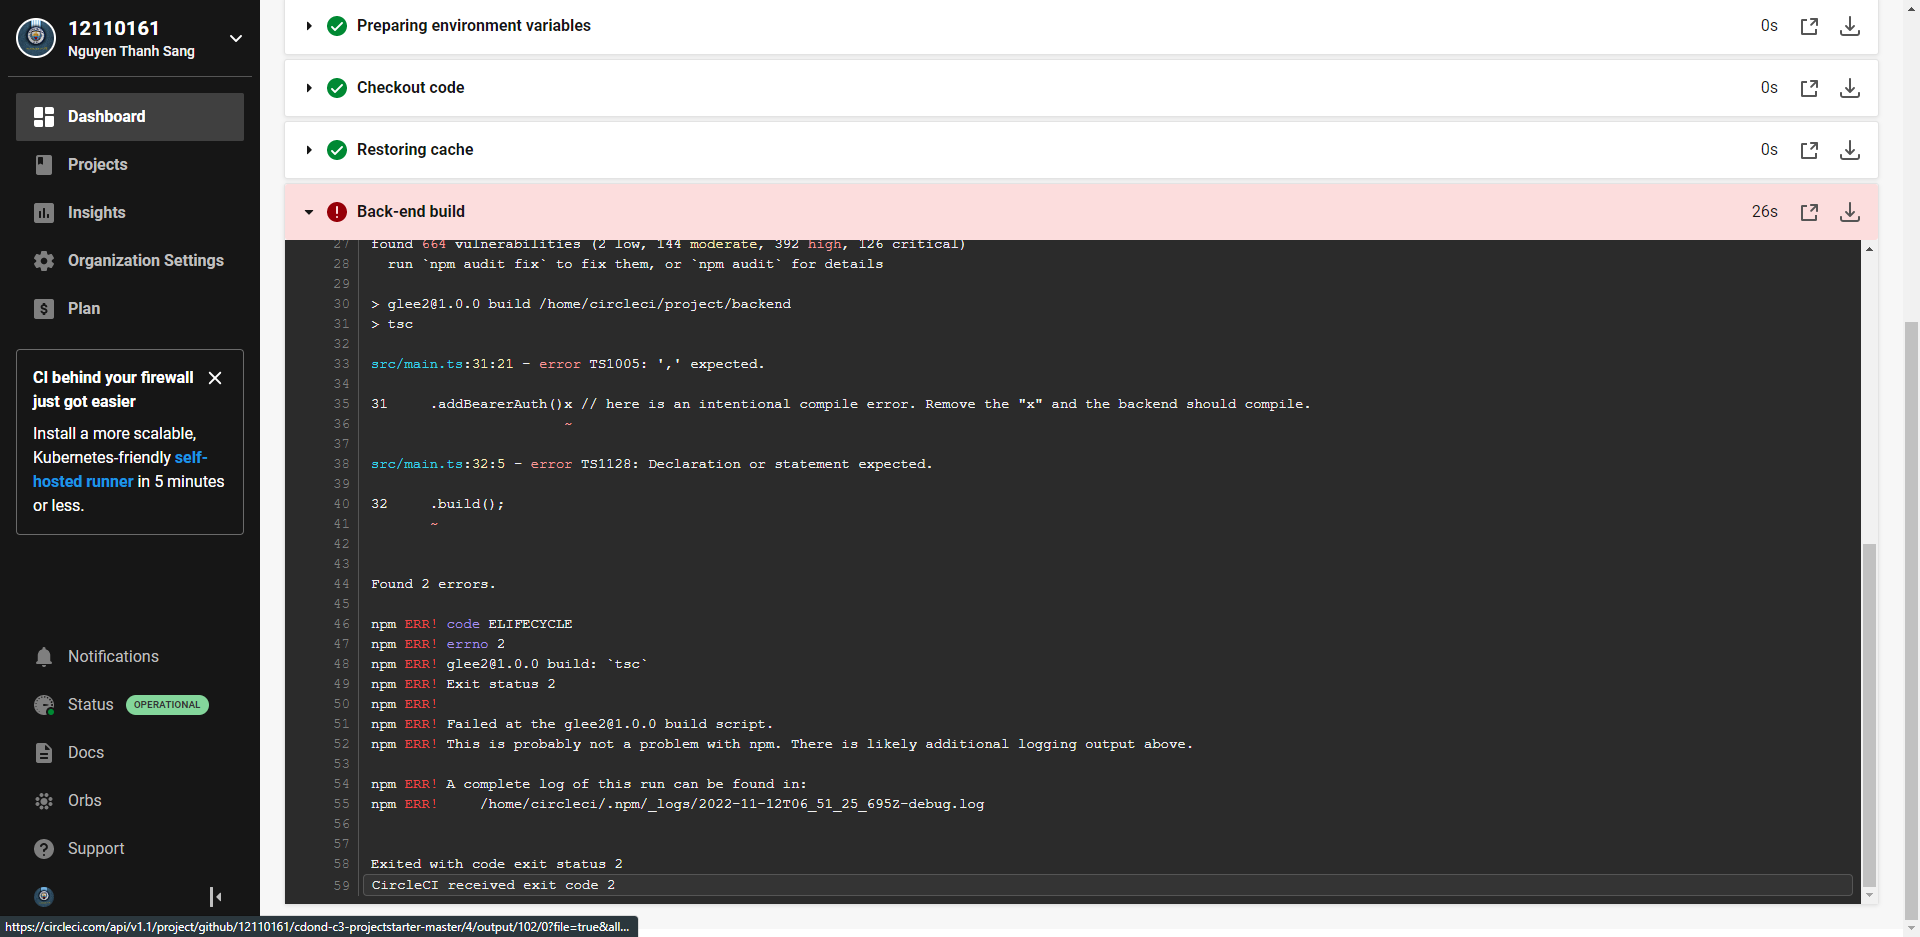 12110161
Nguyen Thanh Sang
Dashboard
Projects
Insights
Organization Settings
Plan
CI behind your firewall
just got easier
Install a more scalable,
Kubernetes-friendly self-
hosted runner in 5 minutes
or less.
Notifications
Status OPERATIONAL
Docs
Orbs
Support
Preparing environment variables 0s
Checkout code 0s
Restoring cache 0s
Back-end build 26s
27 found 664 vulnerabilities (2 low, 144 moderate, 392 high, 126 critical)
28 run `npm audit fix` to fix them, or `npm audit` for details
29
30 > glee2@1.0.0 build /home/circleci/project/backend
31 > tsc
32
33 src/main.ts:31:21 - error TS1005: ',' expected.
34
35 31 .addBearerAuth()x // here is an intentional compile error. Remove the "x" and the backend should compile.
36 ~
37
38 src/main.ts:32:5 - error TS1128: Declaration or statement expected.
39
40 32 .build();
41 ~
42
43
44 Found 2 errors.
45
46 npm ERR! code ELIFECYCLE
47 npm ERR! errno 2
48 npm ERR! glee2@1.0.0 build: `tsc`
49 npm ERR! Exit status 2
50 npm ERR!
51 npm ERR! Failed at the glee2@1.0.0 build script.
52 npm ERR! This is probably not a problem with npm. There is likely additional logging output above.
53
54 npm ERR! A complete log of this run can be found in:
55 npm ERR! /home/circleci/.npm/_logs/2022-11-12T06_51_25_695Z-debug.log
56
57
58 Exited with code exit status 2
59 CircleCI received exit code 2
https://circleci.com/api/v1.1/project/github/12110161/cdond-c3-projectstarter-master/4/output/102/0?file=true&all...